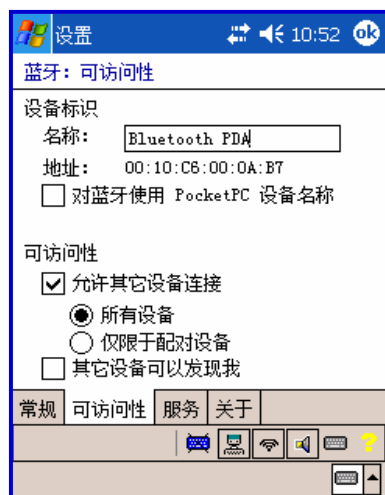 设置 10:52 ok
蓝牙: 可访问性
设备标识
名称: Bluetooth PDA
地址: 00:10:C6:00:0A:B7
对蓝牙使用 PocketPC 设备名称
可访问性
允许其它设备连接
所有设备
仅限于配对设备
其它设备可以发现我
常规 可访问性 服务 关于
?